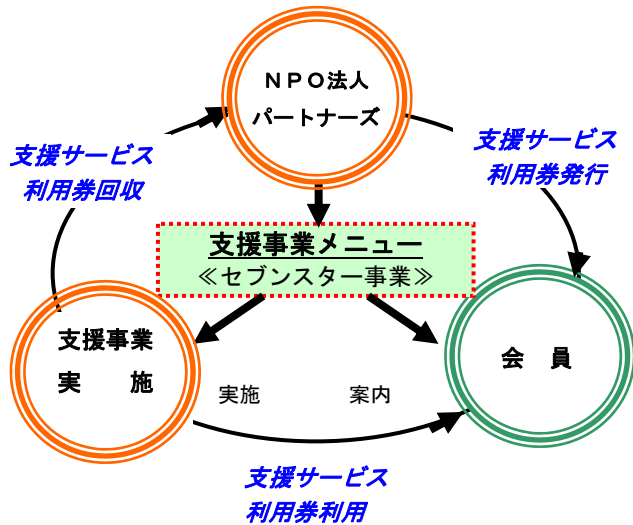 NPO法人
パートナーズ
支援サービス
利用券回収
支援サービス
利用券発行
支援事業メニュー
≪セブンスター事業≫
支援事業
実　　施
会　員
実施
案内
支援サービス
利用券利用